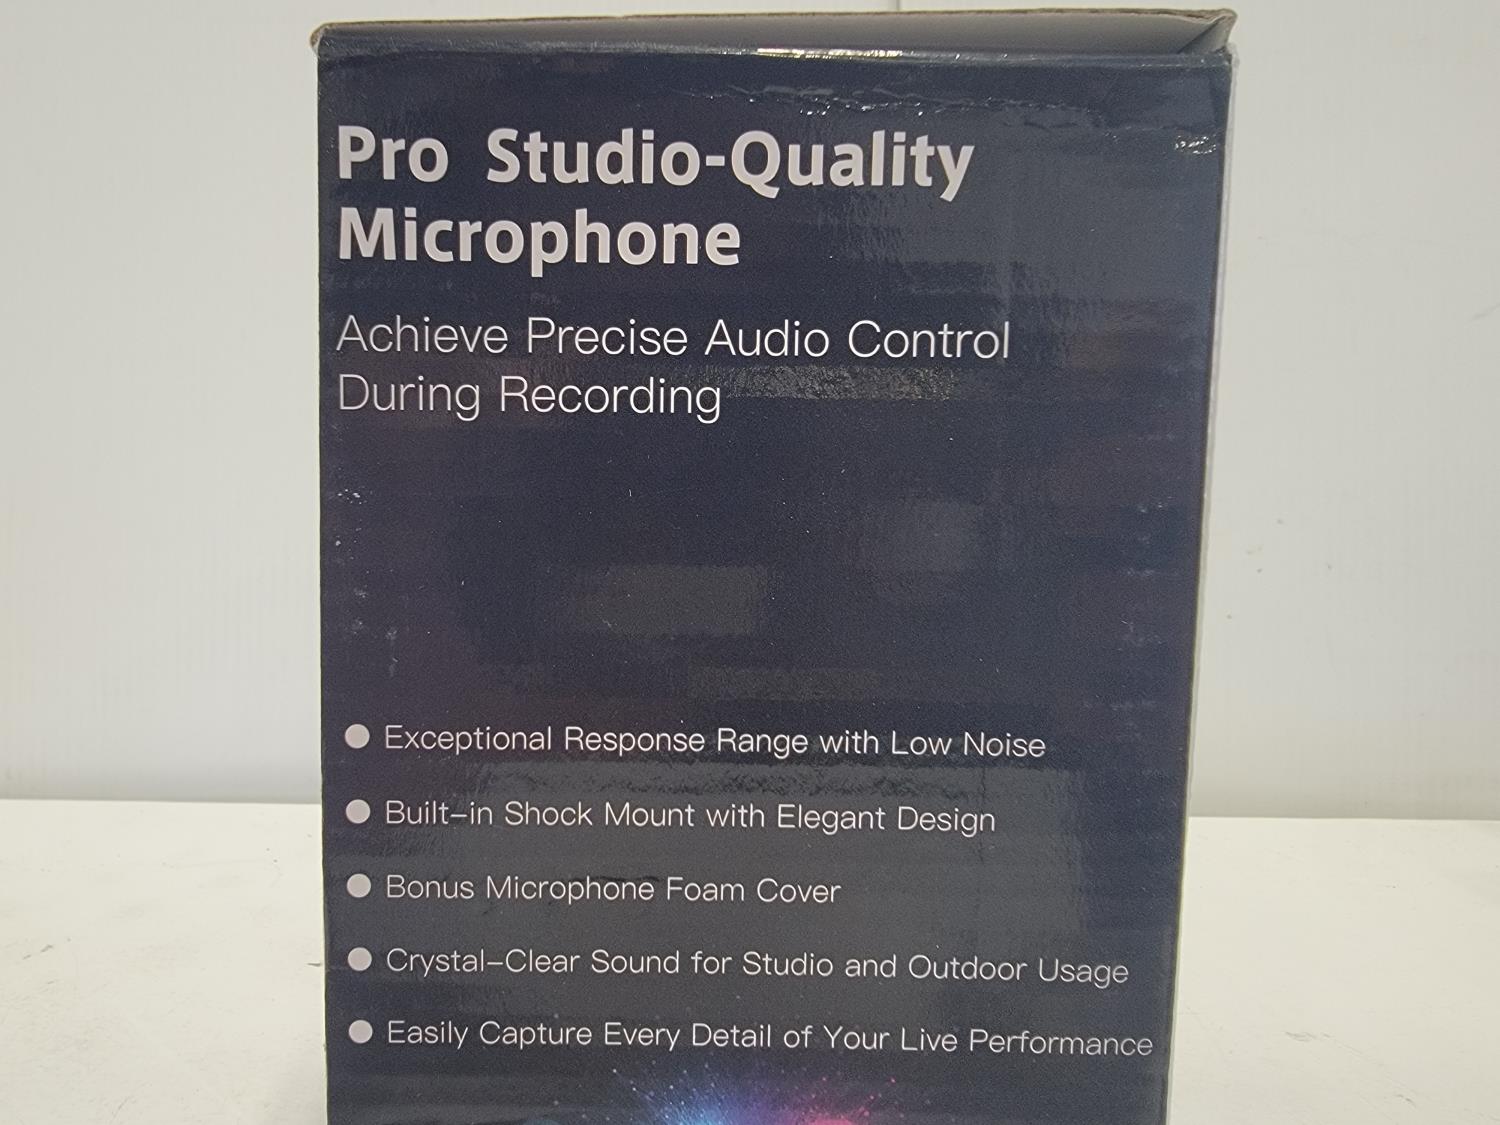 Pro Studio-Quality
Microphone
Achieve Precise Audio Control
During Recording
● Exceptional Response Range with Low Noise
● Built-in Shock Mount with Elegant Design
● Bonus Microphone Foam Cover
● Crystal-Clear Sound for Studio and Outdoor Usage
● Easily Capture Every Detail of Your Live Performance